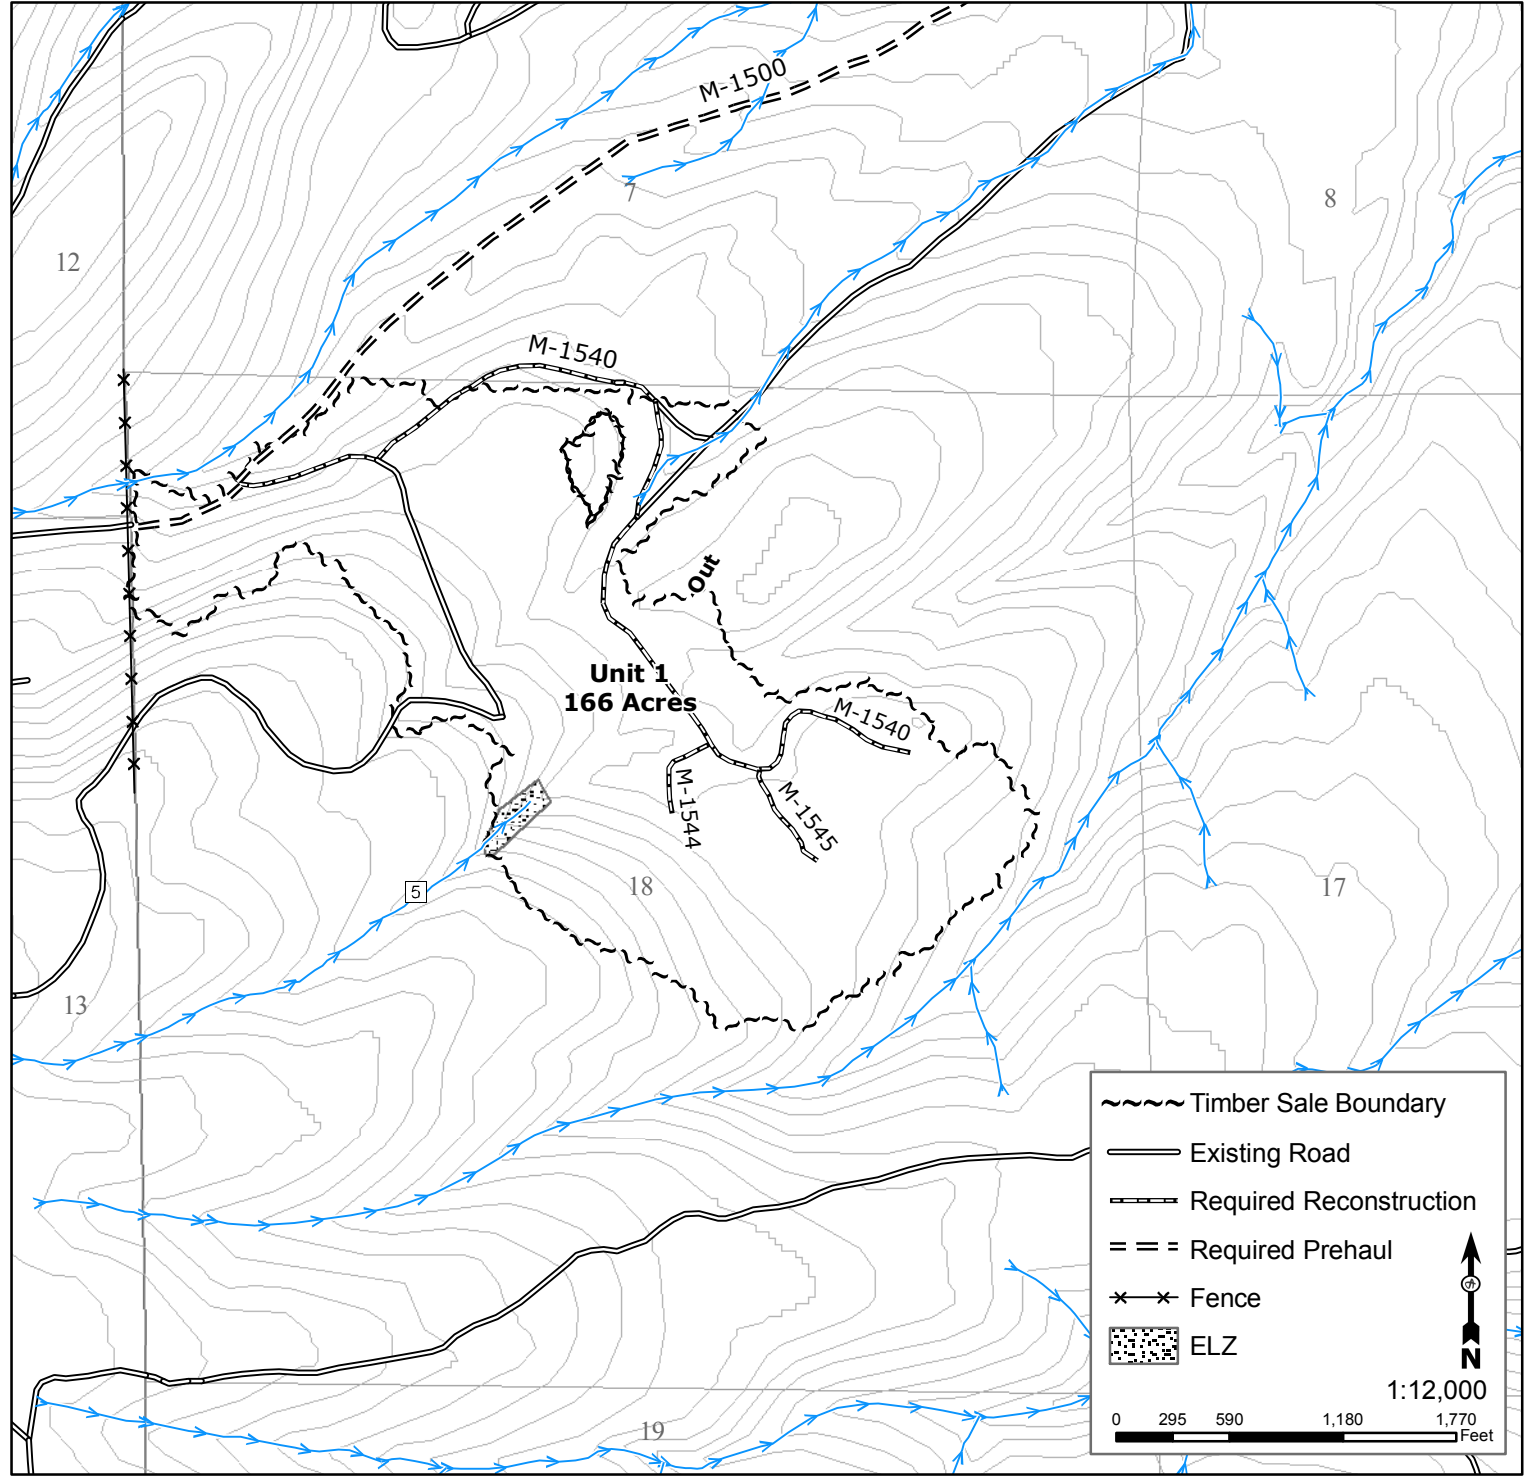 M-1500
7
8
12
M-1540
Out
Unit 1
166 Acres
M-1540
M-1544
M-1545
5
18
17
13
19
Timber Sale Boundary
Existing Road
Required Reconstruction
Required Prehaul
Fence
ELZ
N
1:12,000
0 295 590 1,180 1,770
Feet